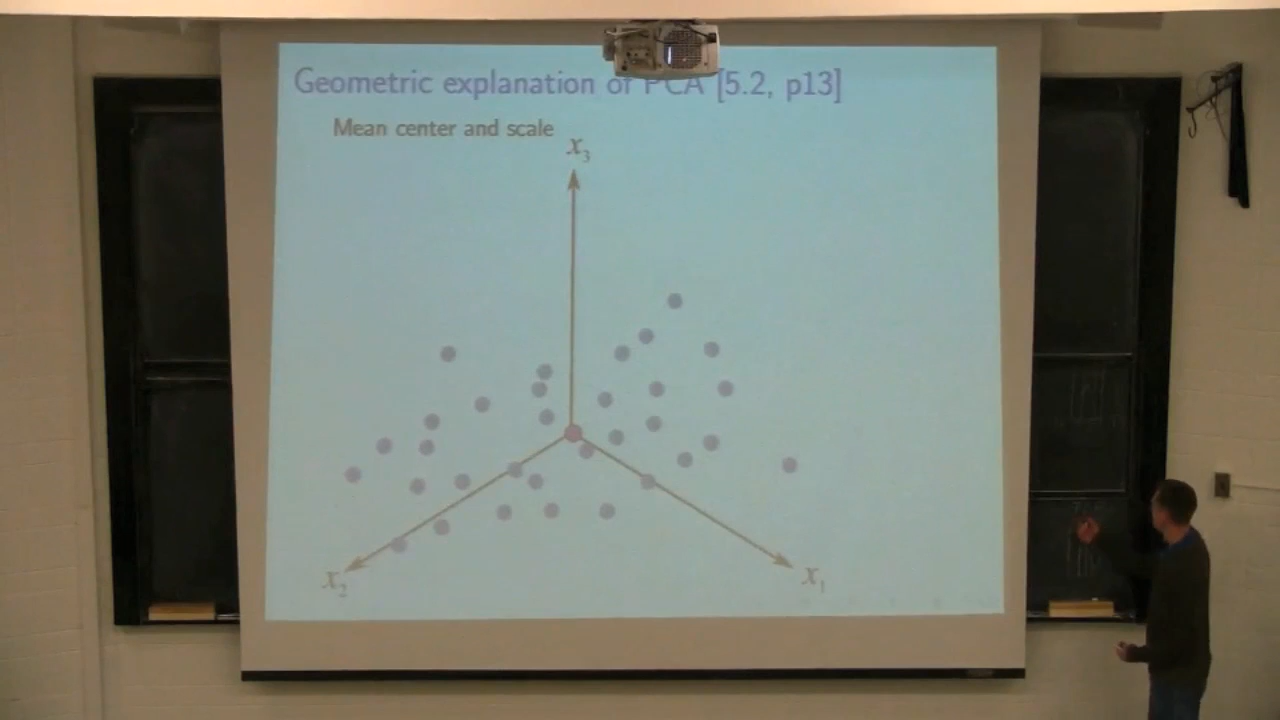 Geometric explanation of PCA [5.2, p13]
Mean center and scale
x₃
x₂
x₁